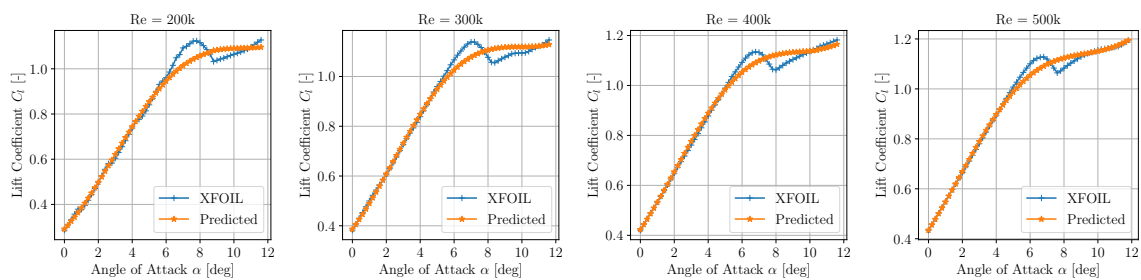 Re = 200k
Lift Coefficient C_l [-]
1.0
0.8
0.6
0.4
XFOIL
Predicted
0 2 4 6 8 10 12
Angle of Attack α [deg]
Re = 300k
Lift Coefficient C_l [-]
1.0
0.8
0.6
0.4
XFOIL
Predicted
0 2 4 6 8 10 12
Angle of Attack α [deg]
Re = 400k
Lift Coefficient C_l [-]
1.2
1.0
0.8
0.6
0.4
XFOIL
Predicted
0 2 4 6 8 10 12
Angle of Attack α [deg]
Re = 500k
Lift Coefficient C_l [-]
1.2
1.0
0.8
0.6
0.4
XFOIL
Predicted
0 2 4 6 8 10 12
Angle of Attack α [deg]